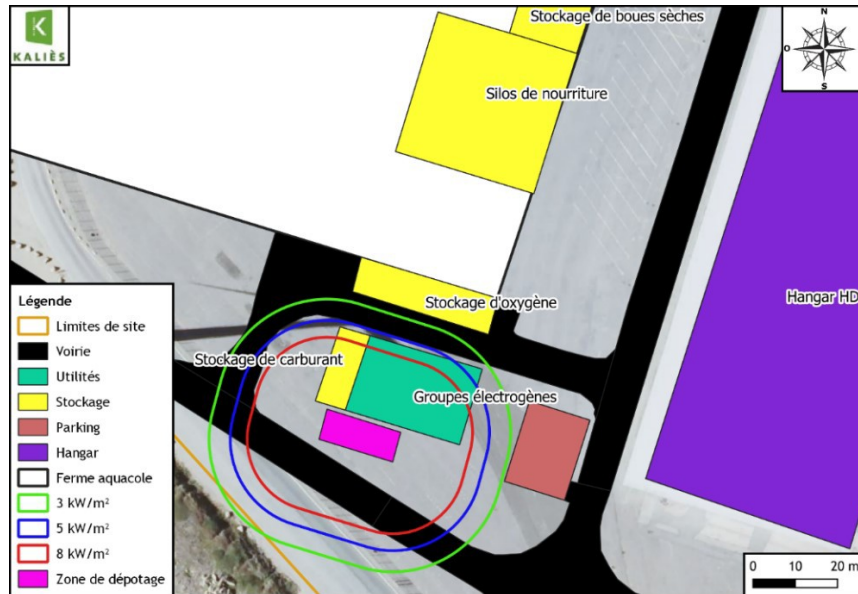 Stockage de boues sèches
KALIÈS
N
O
E
S
Silos de nourriture
Hangar HD
Stockage d'oxygène
Stockage de carburant
Groupes électrogènes
Légende
Limites de site
Voirie
Utilités
Stockage
Parking
Hangar
Ferme aquacole
3 kW/m²
5 kW/m²
8 kW/m²
Zone de dépotage
0 10 20 m